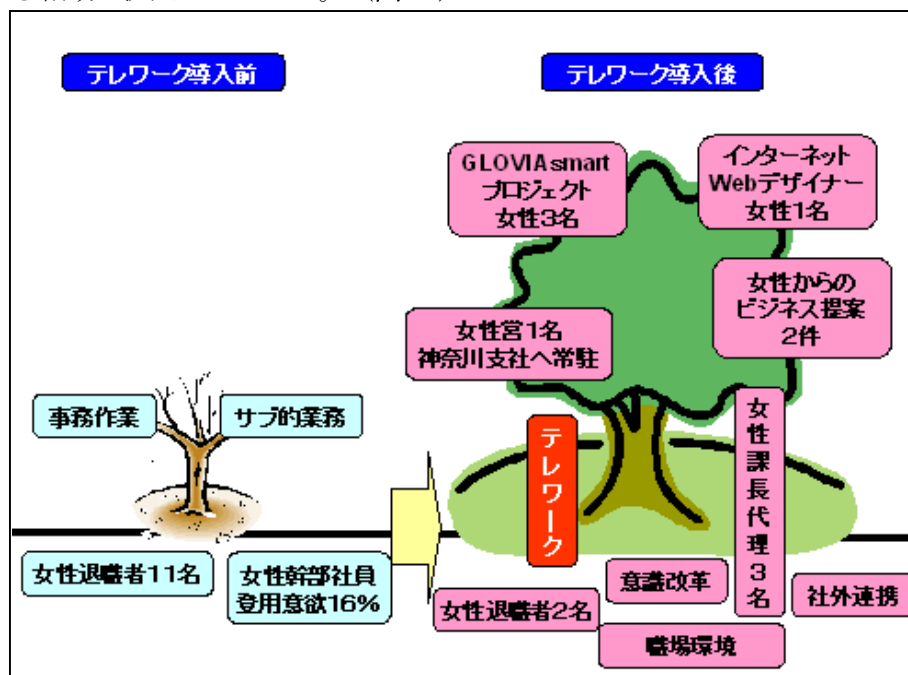 テレワーク導入前
テレワーク導入後
GLOVIA smart
プロジェクト
女性3名
インターネット
Webデザイナー
女性1名
女性からの
ビジネス提案
2件
女性営1名
神奈川支社へ常駐
事務作業
サブ的業務
テレワーク
女性課長代理3名
女性退職者11名
女性幹部社員
登用意欲16%
女性退職者2名
意識改革
社外連携
職場環境